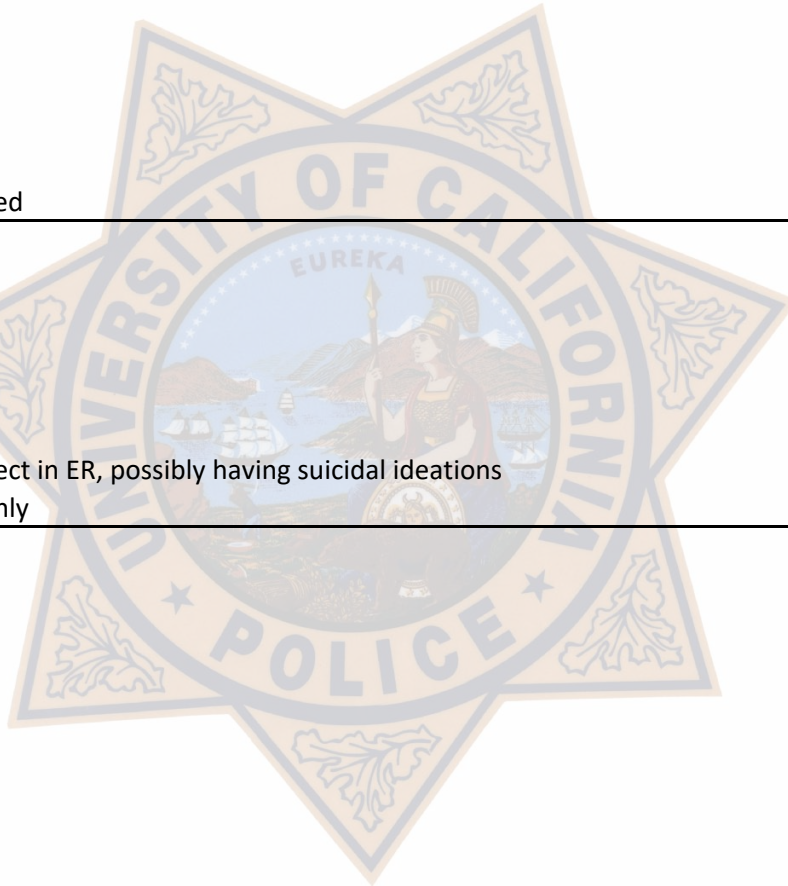 ed
EUREKA
UNIVERSITY OF CALIFORNIA
ect in ER, possibly having suicidal ideations
nly
POLICE